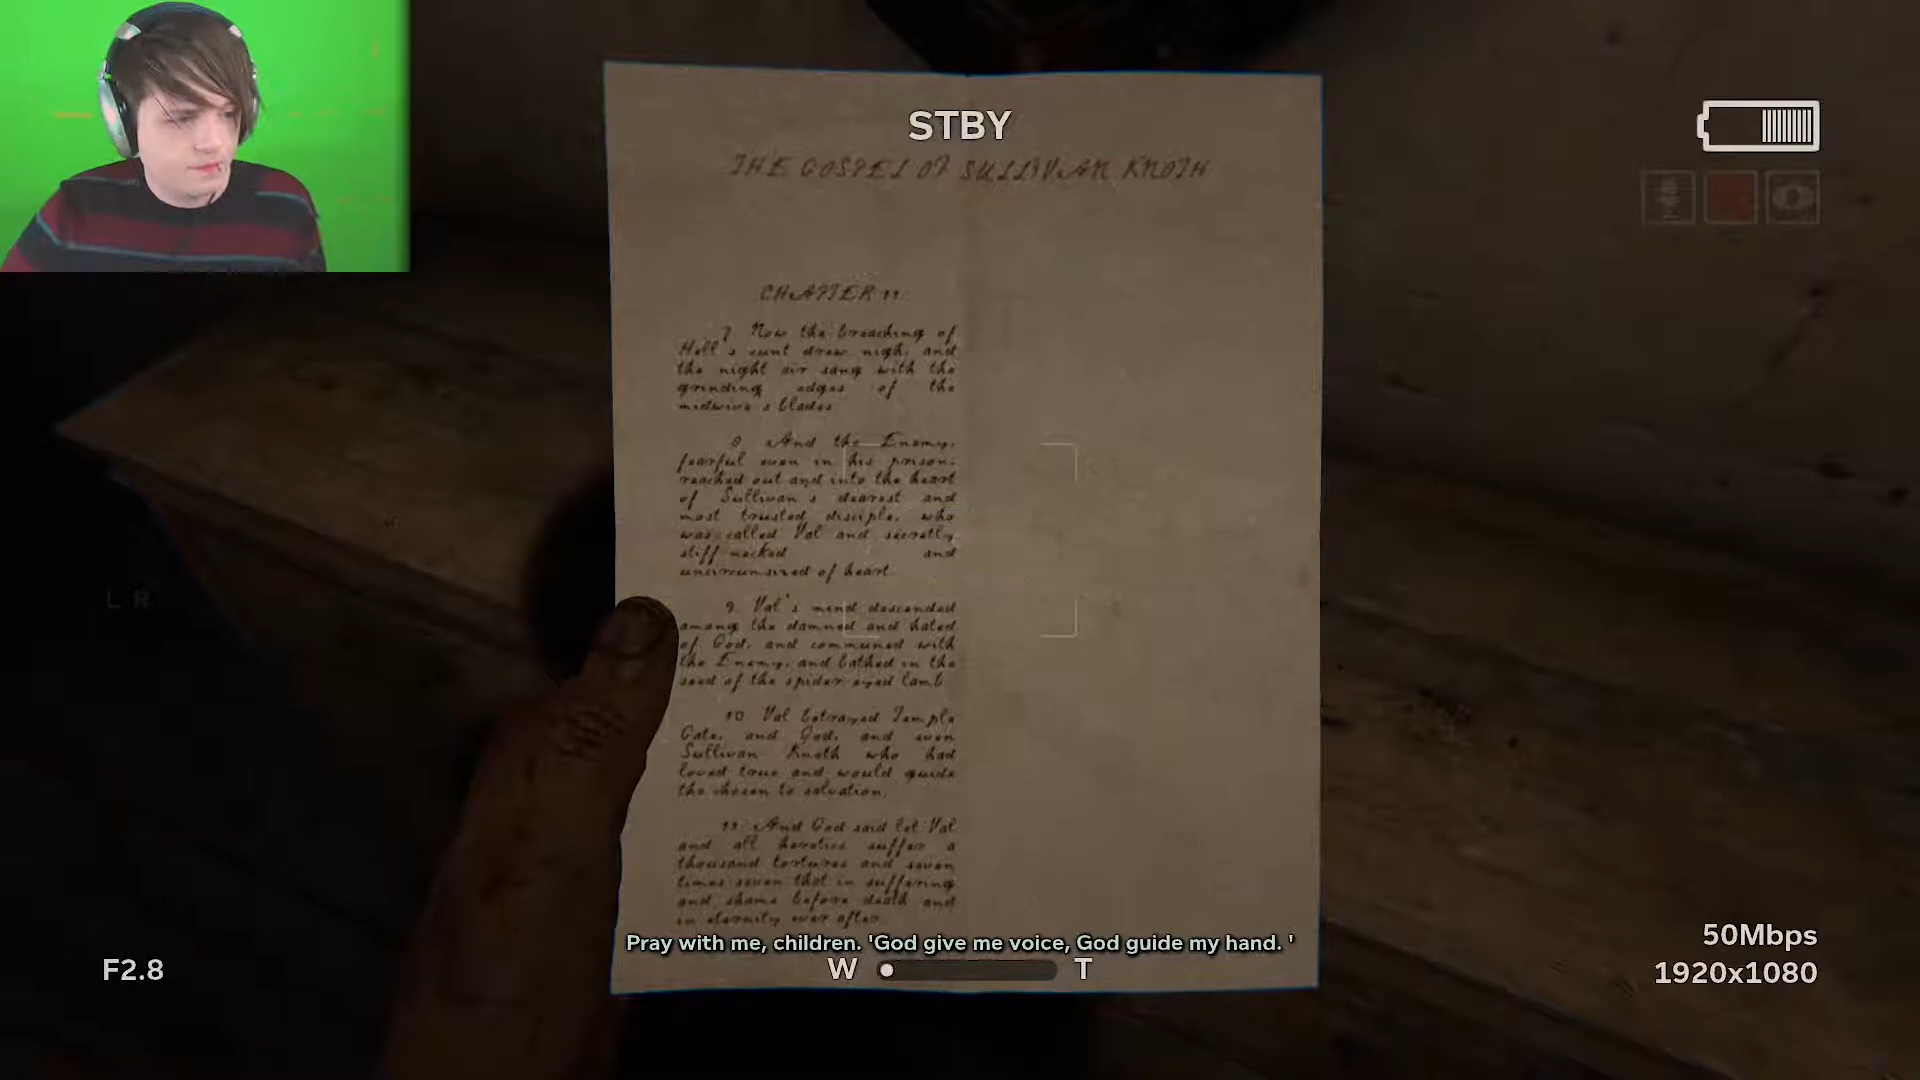 STBY
THE GOSPEL OF SULLIVAN KNOTH
CHAPTER 11
7. Now the breaching of
Hell's cunt drew nigh, and
the night air sang with the
grinding edges of the
midwive's blades
8. And the Enemy,
fearful even in his prison,
reached out and into the heart
of Sullivan's dearest and
most trusted disciple, who
was called Val and secretly
stiff-necked and
uncircumsized of heart.
9. Val's mind descended
among the damned and hated
of God, and communed with
the Enemy, and bathed in the
seed of the spider-eyed lamb
10. Val betrayed Temple
Gate, and God, and even
Sullivan Knoth who had
loved true and would guide
the chosen to salvation.
11. And God said let Val
and all heretics suffer a
thousand tortures and seven
times seven that in suffering
and shame before death and
in eternity ever after.
Pray with me, children. 'God give me voice, God guide my hand. '
W T
L R
F2.8
50Mbps
1920x1080